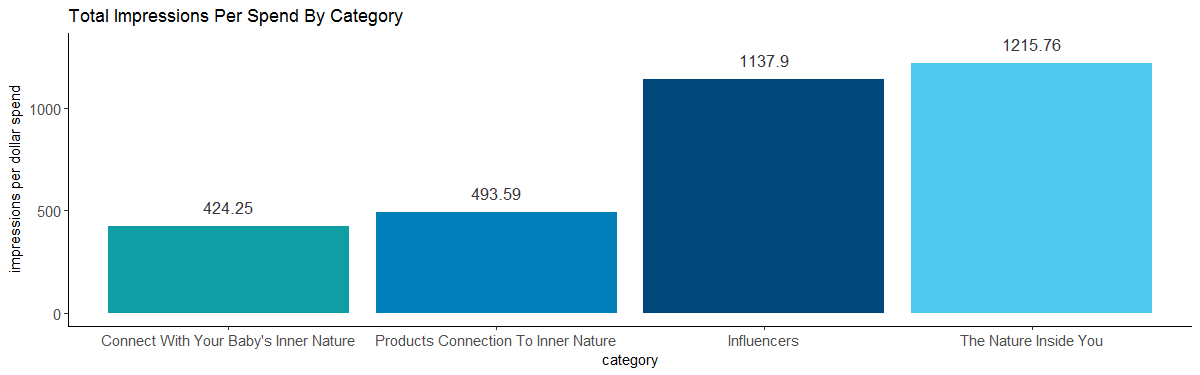 Total Impressions Per Spend By Category
impressions per dollar spend
1000
500
0
424.25
493.59
1137.9
1215.76
Connect With Your Baby's Inner Nature
Products Connection To Inner Nature
Influencers
The Nature Inside You
category